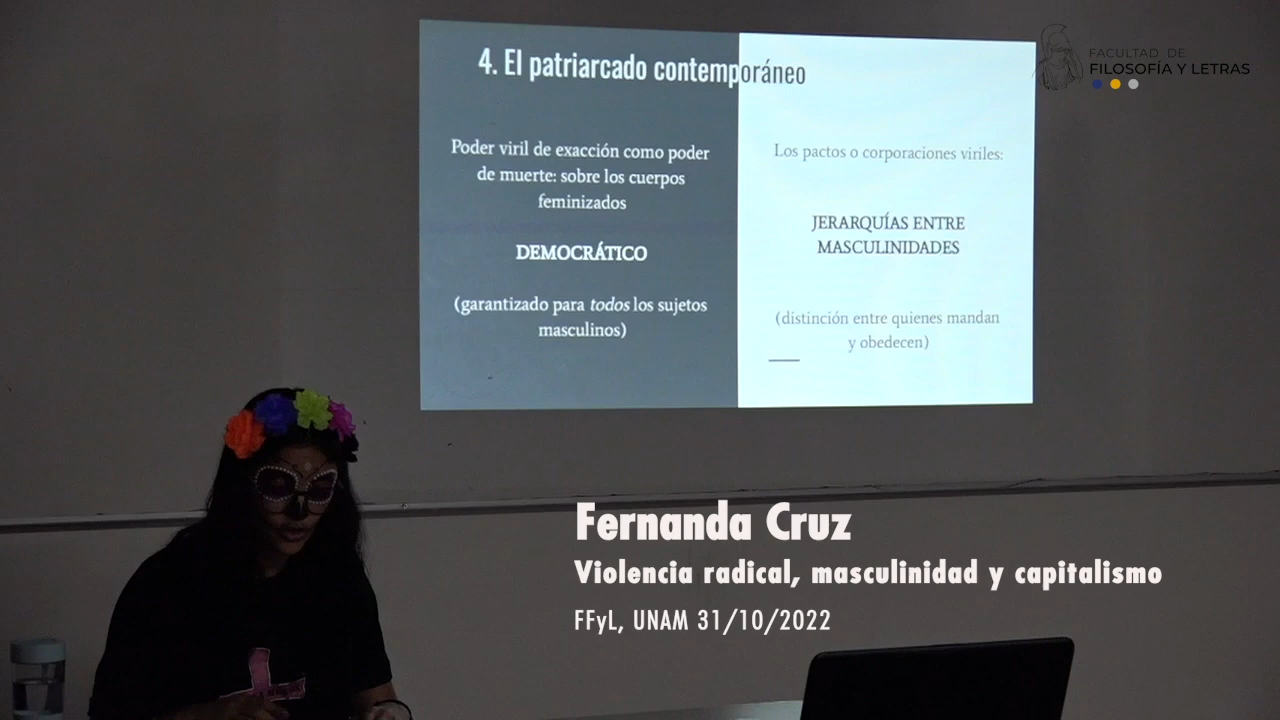 4. El patriarcado contemporáneo
Poder viril de exacción como poder
de muerte: sobre los cuerpos
feminizados
DEMOCRÁTICO
(garantizado para todos los sujetos
masculinos)
Los pactos o corporaciones viriles:
JERARQUÍAS ENTRE
MASCULINIDADES
(distinción entre quienes mandan
y obedecen)
FACULTAD DE
FILOSOFÍA Y LETRAS
Fernanda Cruz
Violencia radical, masculinidad y capitalismo
FFyL, UNAM 31/10/2022